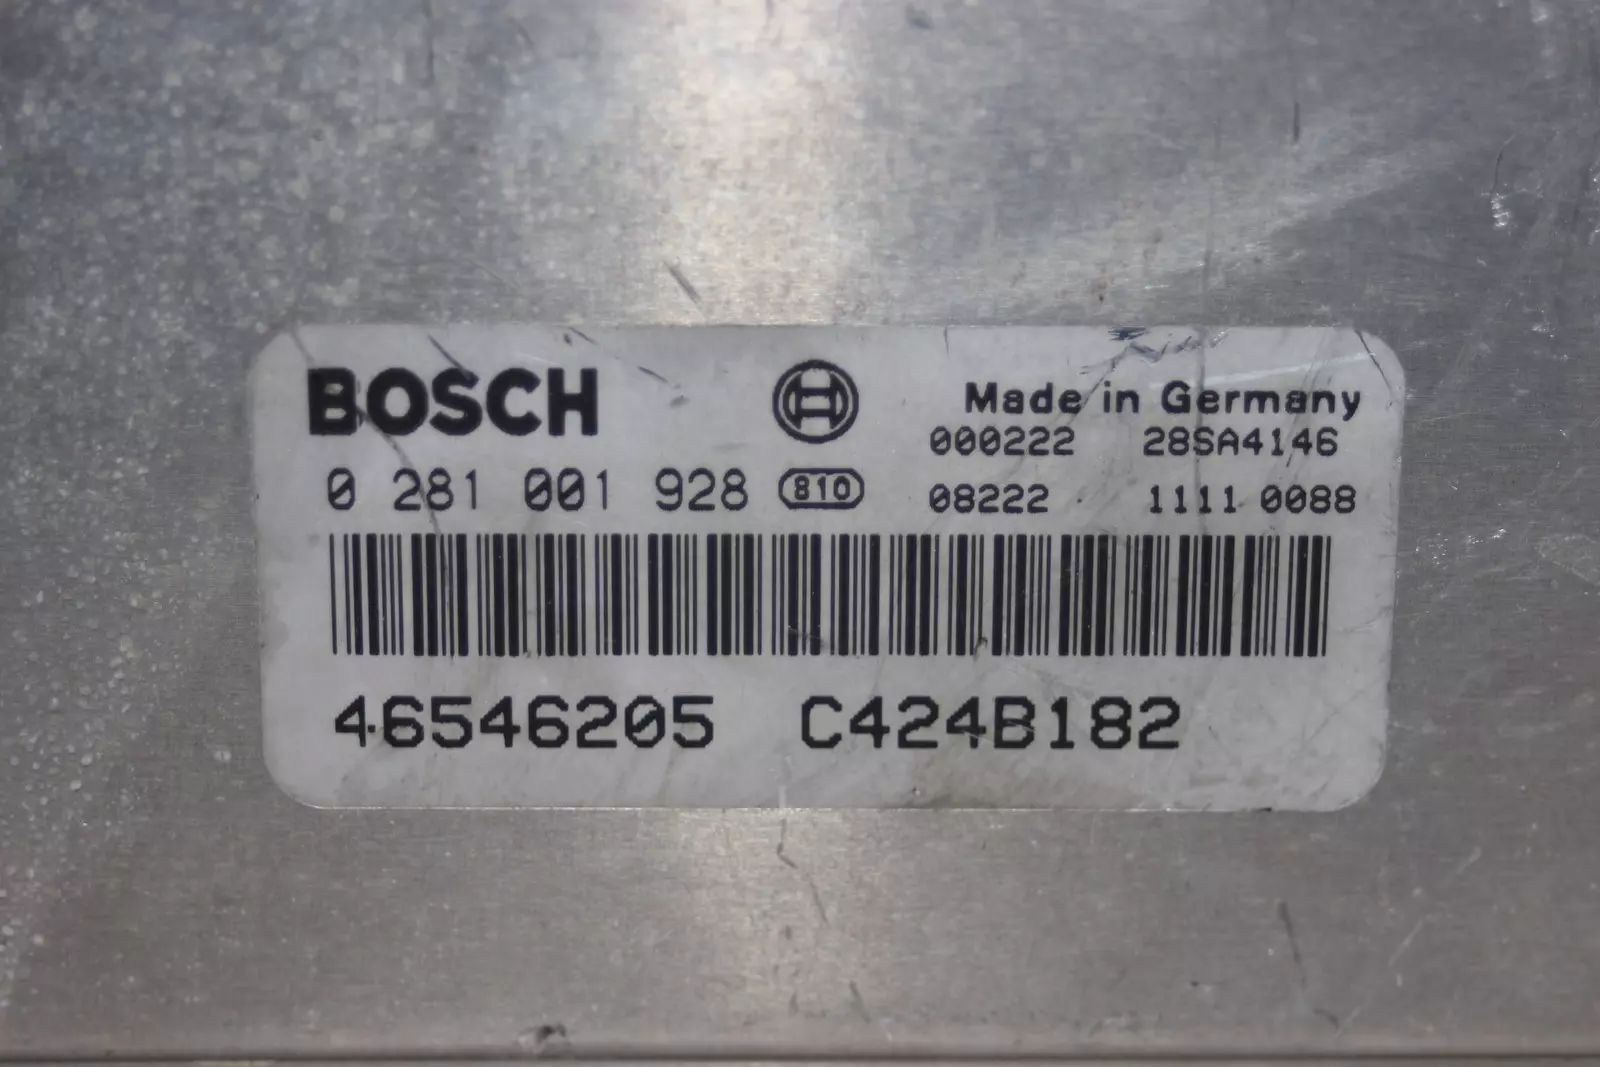 BOSCH Made in Germany
000222 28SA4146
0 281 001 928 810 08222 1111 0088
46546205 C424B182